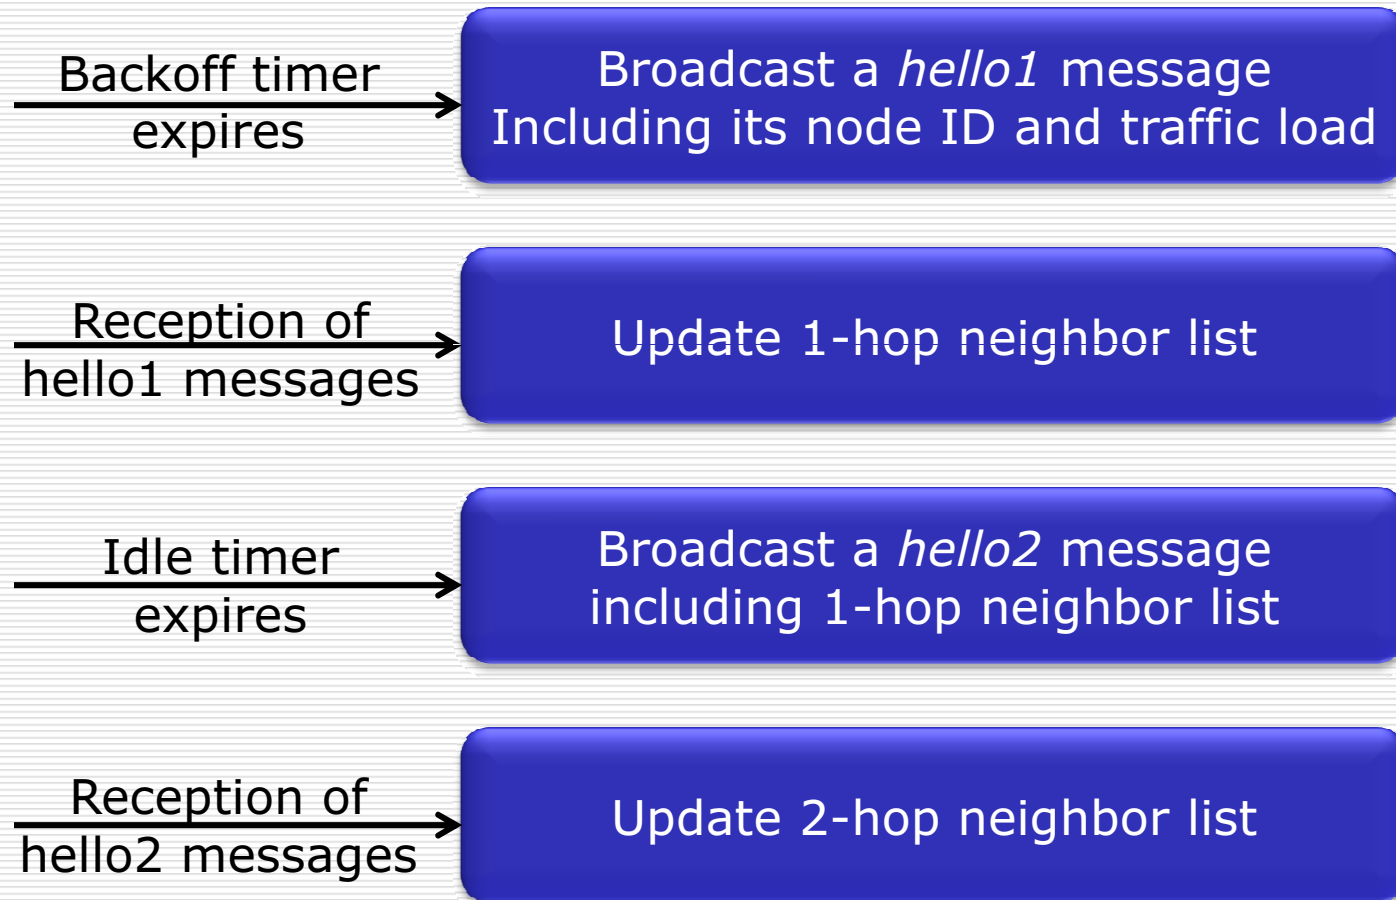 Backoff timer
expires
Broadcast a hello1 message
Including its node ID and traffic load
Reception of
hello1 messages
Update 1-hop neighbor list
Idle timer
expires
Broadcast a hello2 message
including 1-hop neighbor list
Reception of
hello2 messages
Update 2-hop neighbor list